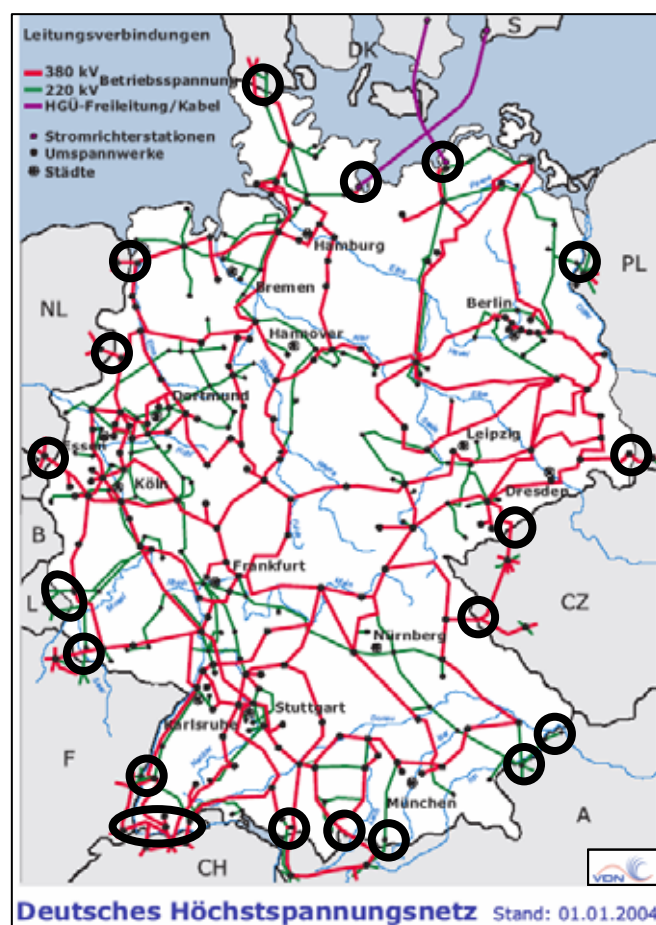 Leitungsverbindungen
380 kV
Betriebsspannung
220 kV
HGÜ-Freileitung/Kabel
Stromrichterstationen
Umspannwerke
Städte
DK
S
NL
PL
Hamburg
Bremen
Berlin
Hannover
Dortmund
Essen
Leipzig
Köln
Dresden
B
Frankfurt
L
CZ
Nürnberg
Karlsruhe
Stuttgart
F
München
A
CH
VDN
Deutsches Höchstspannungsnetz Stand: 01.01.2004